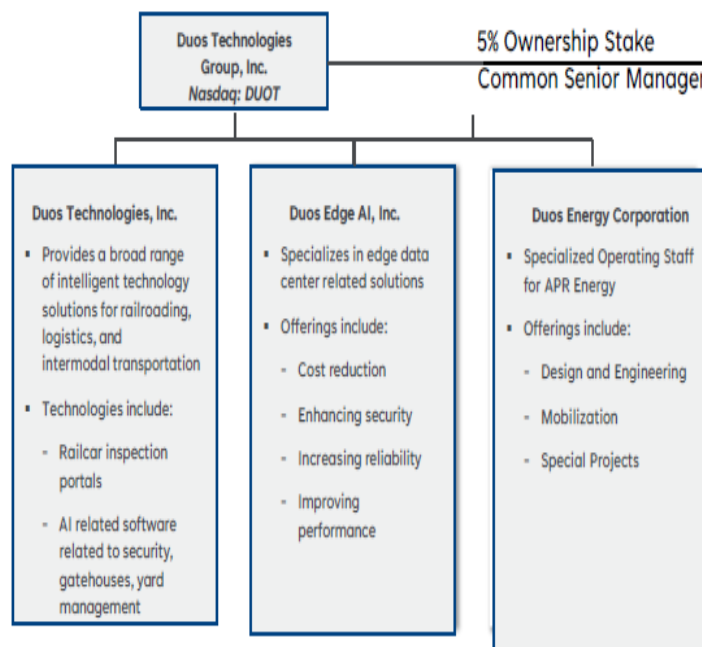 Duos Technologies
Group, Inc.
Nasdaq: DUOT
5% Ownership Stake
Common Senior Manager
Duos Technologies, Inc.
▪ Provides a broad range
of intelligent technology
solutions for railroading,
logistics, and
intermodal transportation
▪ Technologies include:
- Railcar inspection
portals
- AI related software
related to security,
gatehouses, yard
management
Duos Edge AI, Inc.
▪ Specializes in edge data
center related solutions
▪ Offerings include:
- Cost reduction
- Enhancing security
- Increasing reliability
- Improving
performance
Duos Energy Corporation
▪ Specialized Operating Staff
for APR Energy
▪ Offerings include:
- Design and Engineering
- Mobilization
- Special Projects